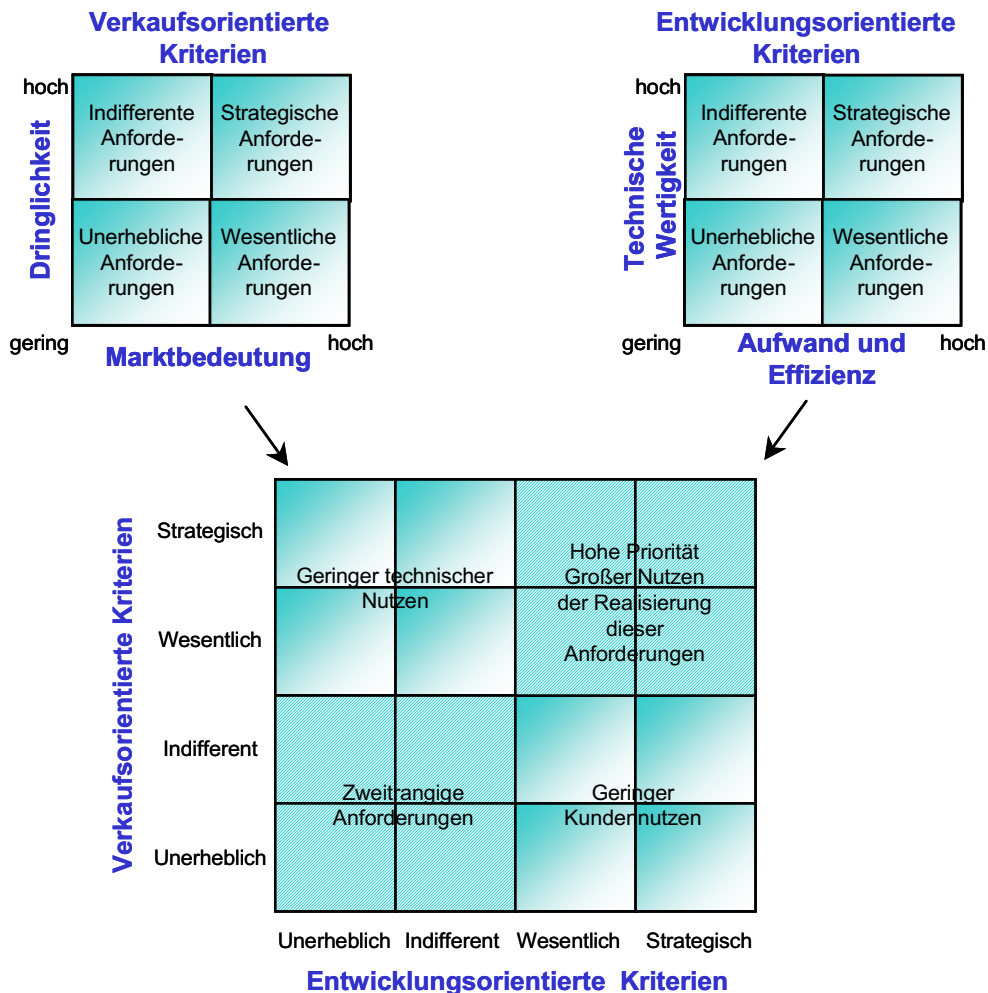 Verkaufsorientierte
Kriterien
hoch
Dringlichkeit
Indifferente
Anforde-
rungen
Strategische
Anforde-
rungen
Unerhebliche
Anforde-
rungen
Wesentliche
Anforde-
rungen
gering
Marktbedeutung
hoch
Entwicklungsorientierte
Kriterien
hoch
Technische
Wertigkeit
Indifferente
Anforde-
rungen
Strategische
Anforde-
rungen
Unerhebliche
Anforde-
rungen
Wesentliche
Anforde-
rungen
gering
Aufwand und
Effizienz
hoch
Verkaufsorientierte Kriterien
Strategisch
Wesentlich
Indifferent
Unerheblich
Geringer technischer
Nutzen
Hohe Priorität
Großer Nutzen
der Realisierung
dieser
Anforderungen
Zweitrangige
Anforderungen
Geringer
Kundennutzen
Unerheblich
Indifferent
Wesentlich
Strategisch
Entwicklungsorientierte Kriterien